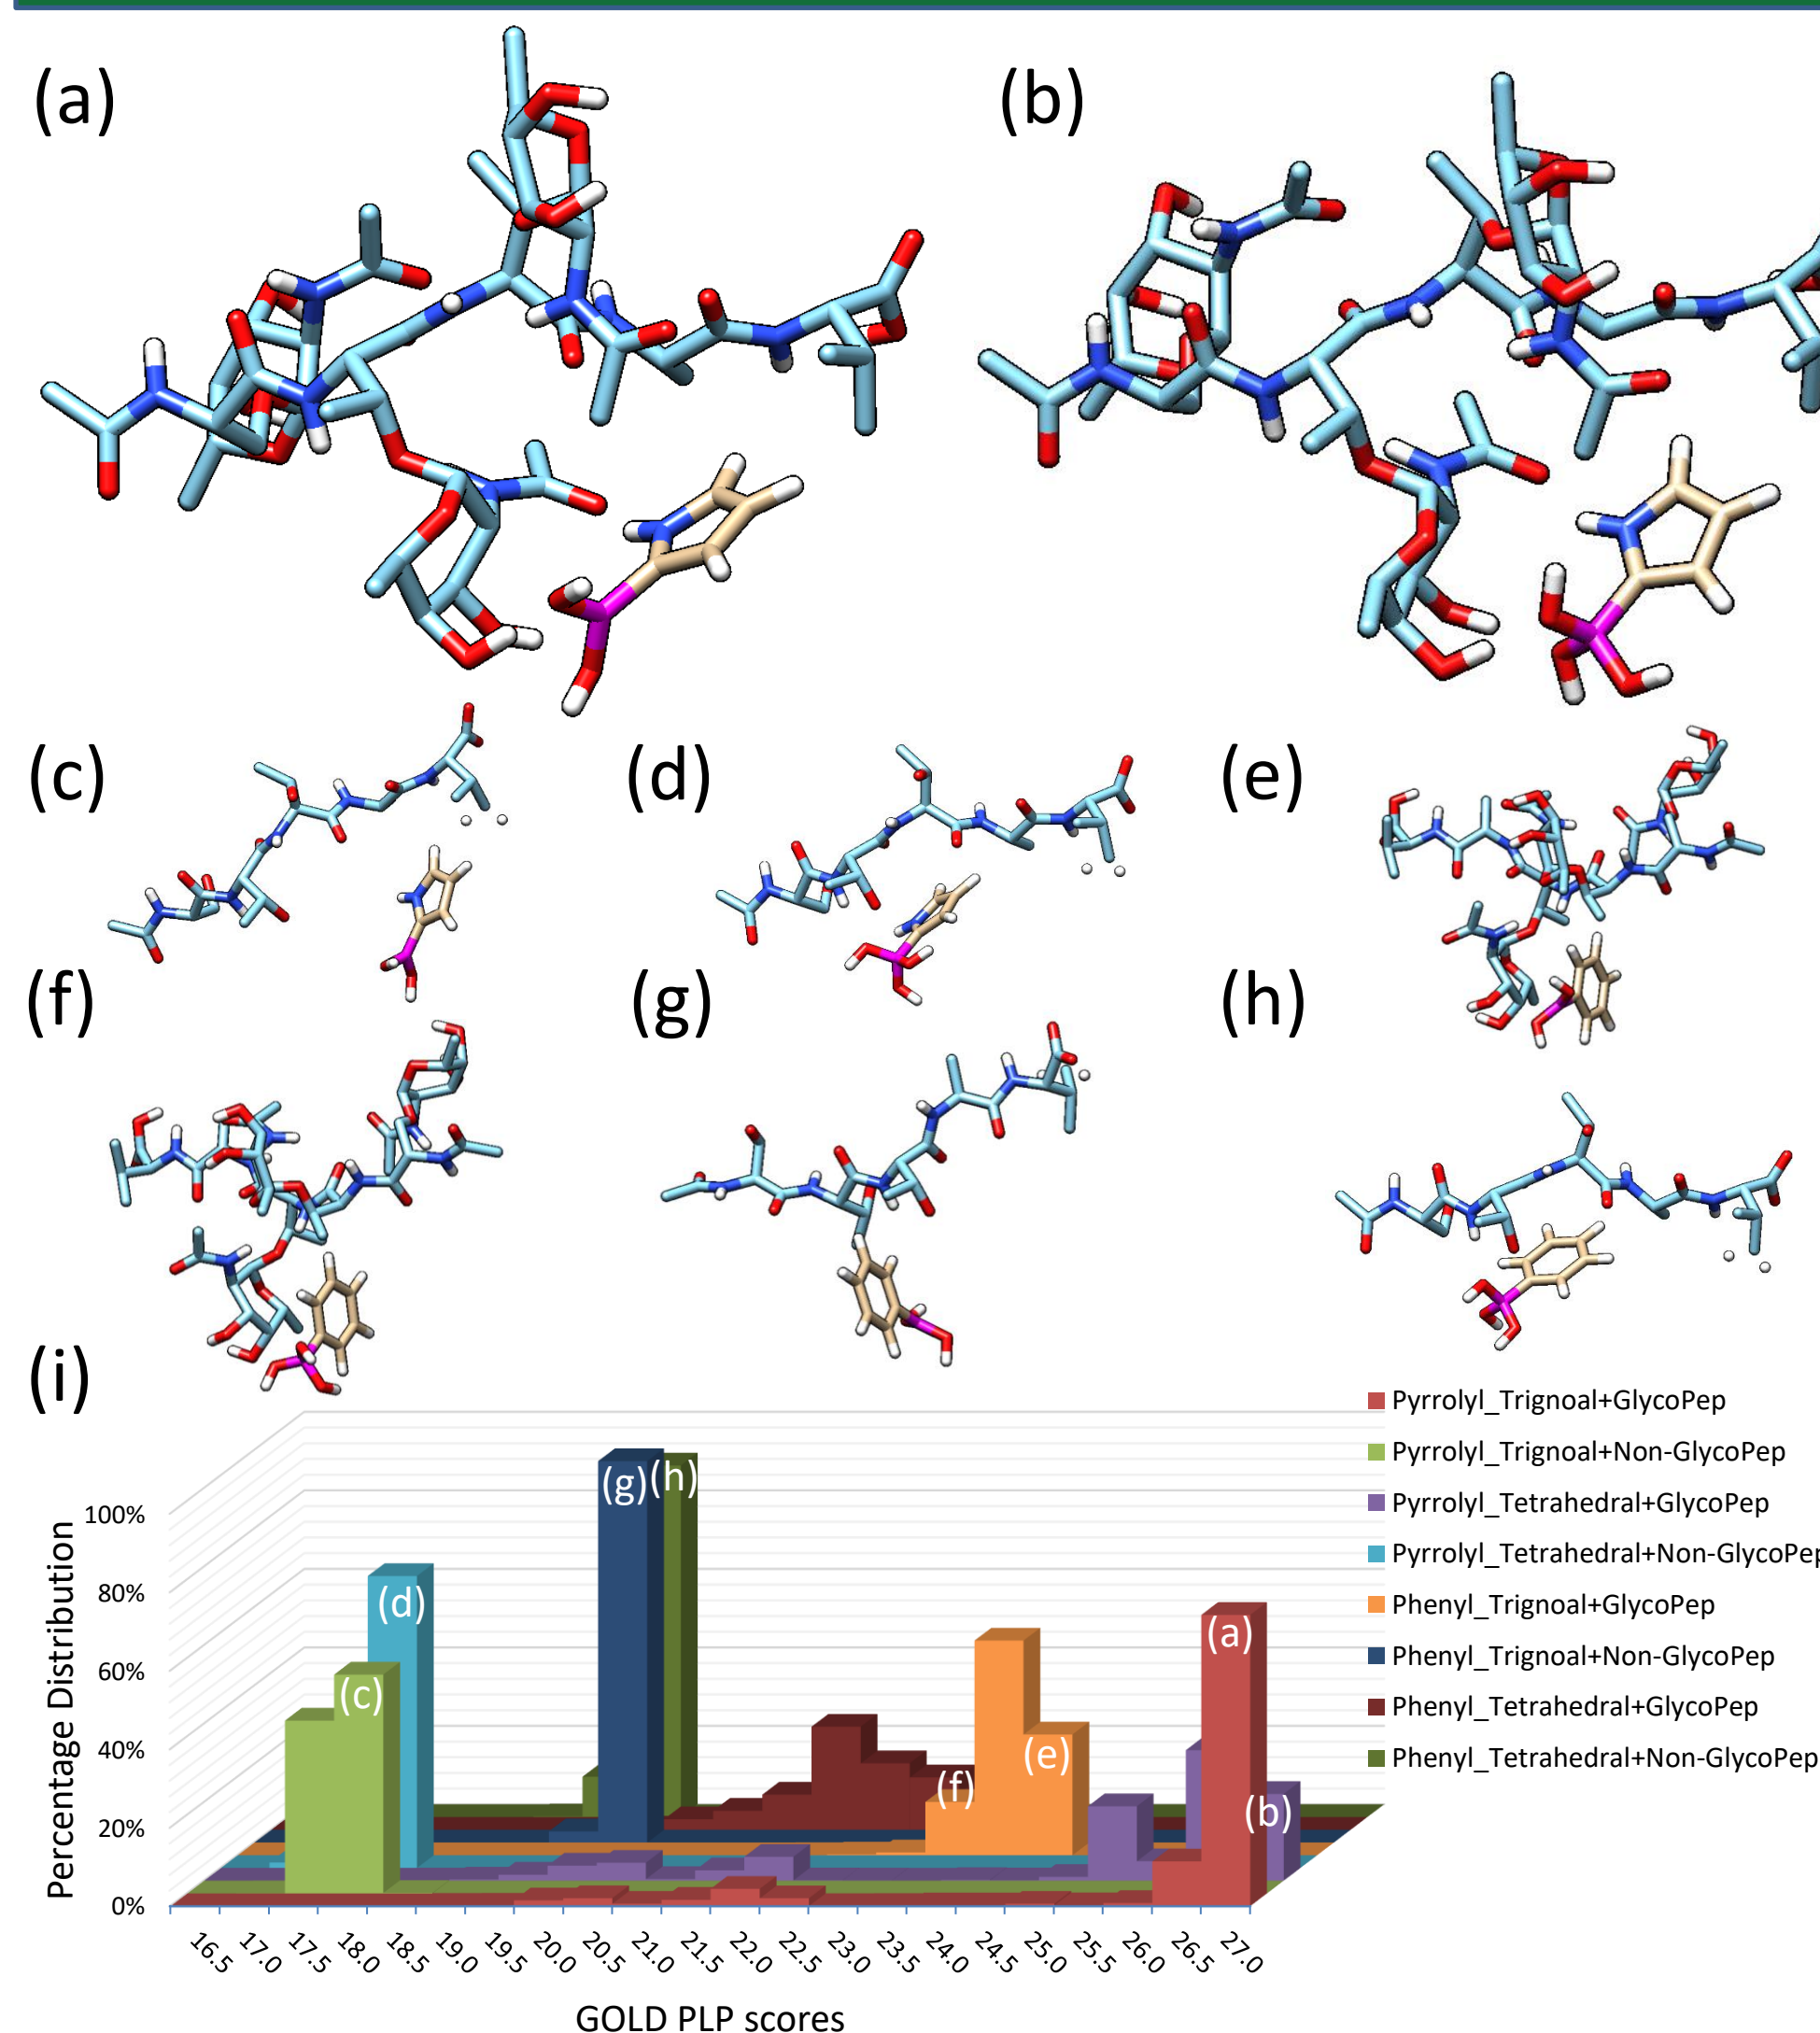 (a)
(b)
(c)
(d)
(e)
(f)
(g)
(h)
(i)
Pyrrolyl_Trignoal+GlycoPep
Pyrrolyl_Trignoal+Non-GlycoPep
Pyrrolyl_Tetrahedral+GlycoPep
Pyrrolyl_Tetrahedral+Non-GlycoPep
Phenyl_Trignoal+GlycoPep
Phenyl_Trignoal+Non-GlycoPep
Phenyl_Tetrahedral+GlycoPep
Phenyl_Tetrahedral+Non-GlycoPep
Percentage Distribution
100%
80%
60%
40%
20%
0%
(g) (h)
(d)
(a)
(c)
(e)
(f)
(b)
16.5 17.0 17.5 18.0 18.5 19.0 19.5 20.0 20.5 21.0 21.5 22.0 22.5 23.0 23.5 24.0 24.5 25.0 25.5 26.0 26.5 27.0
GOLD PLP scores